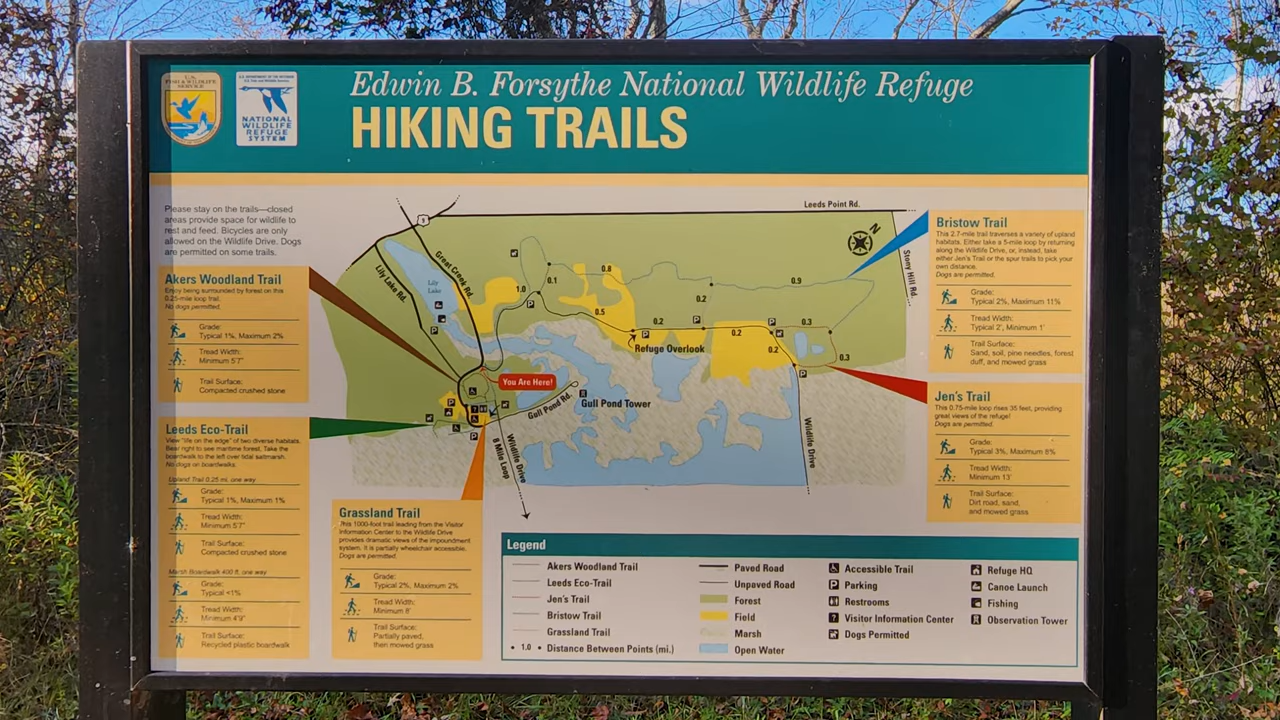 Edwin B. Forsythe National Wildlife Refuge
HIKING TRAILS
U.S.
FISH & WILDLIFE
SERVICE
NATIONAL
WILDLIFE
REFUGE
SYSTEM
Please stay on the trails—closed
areas provide space for wildlife to
rest and feed. Bicycles are only
allowed on the Wildlife Drive. Dogs
are permitted on some trails.
Akers Woodland Trail
Enjoy being surrounded by forest on this
0.25-mile loop trail.
No dogs permitted.
Grade:
Typical 1%, Maximum 2%
Tread Width:
Minimum 5'7"
Trail Surface:
Compacted crushed stone
Leeds Eco-Trail
View "life on the edge" of two diverse habitats.
Bear right to see maritime forest. Take the
boardwalk to the left over tidal saltmarsh.
No dogs on boardwalks.
Upland Trail 0.25 mi. one way
Grade:
Typical 1%, Maximum 1%
Tread Width:
Minimum 5'7"
Trail Surface:
Compacted crushed stone
Marsh Boardwalk 400 ft. one way
Grade:
Typical <1%
Tread Width:
Minimum 4'9"
Trail Surface:
Recycled plastic boardwalk
Grassland Trail
This 1000-foot trail leading from the Visitor
Information Center to the Wildlife Drive
provides dramatic views of the impoundment
system. It is partially wheelchair accessible.
Dogs are permitted.
Grade:
Typical 2%, Maximum 2%
Tread Width:
Minimum 8'
Trail Surface:
Partially paved,
then mowed grass
Leeds Point Rd.
N
9
Great Creek Rd.
Lily Lake Rd.
Lily
Lake
Stony Hill Rd.
1.0
0.1
0.8
0.9
0.2
0.5
0.2
0.2
0.3
0.2
0.3
Refuge Overlook
You Are Here!
Gull Pond Rd.
Gull Pond Tower
Wildlife Drive
8 Mile Loop
Wildlife Drive
Bristow Trail
This 2.7-mile trail traverses a variety of upland
habitats. Either take a 5-mile loop by returning
along the Wildlife Drive, or, instead, take
either Jen's Trail or the spur trails to pick your
own distance.
Dogs are permitted.
Grade:
Typical 2%, Maximum 11%
Tread Width:
Typical 2', Minimum 1'
Trail Surface:
Sand, soil, pine needles, forest
duff, and mowed grass
Jen's Trail
This 0.75-mile loop rises 35 feet, providing
great views of the refuge!
Dogs are permitted.
Grade:
Typical 3%, Maximum 8%
Tread Width:
Minimum 13'
Trail Surface:
Dirt road, sand,
and mowed grass
Legend
Akers Woodland Trail
Leeds Eco-Trail
Jen's Trail
Bristow Trail
Grassland Trail
• 1.0 • Distance Between Points (mi.)
Paved Road
Unpaved Road
Forest
Field
Marsh
Open Water
Accessible Trail
P Parking
Restrooms
? Visitor Information Center
Dogs Permitted
Refuge HQ
Canoe Launch
Fishing
Observation Tower